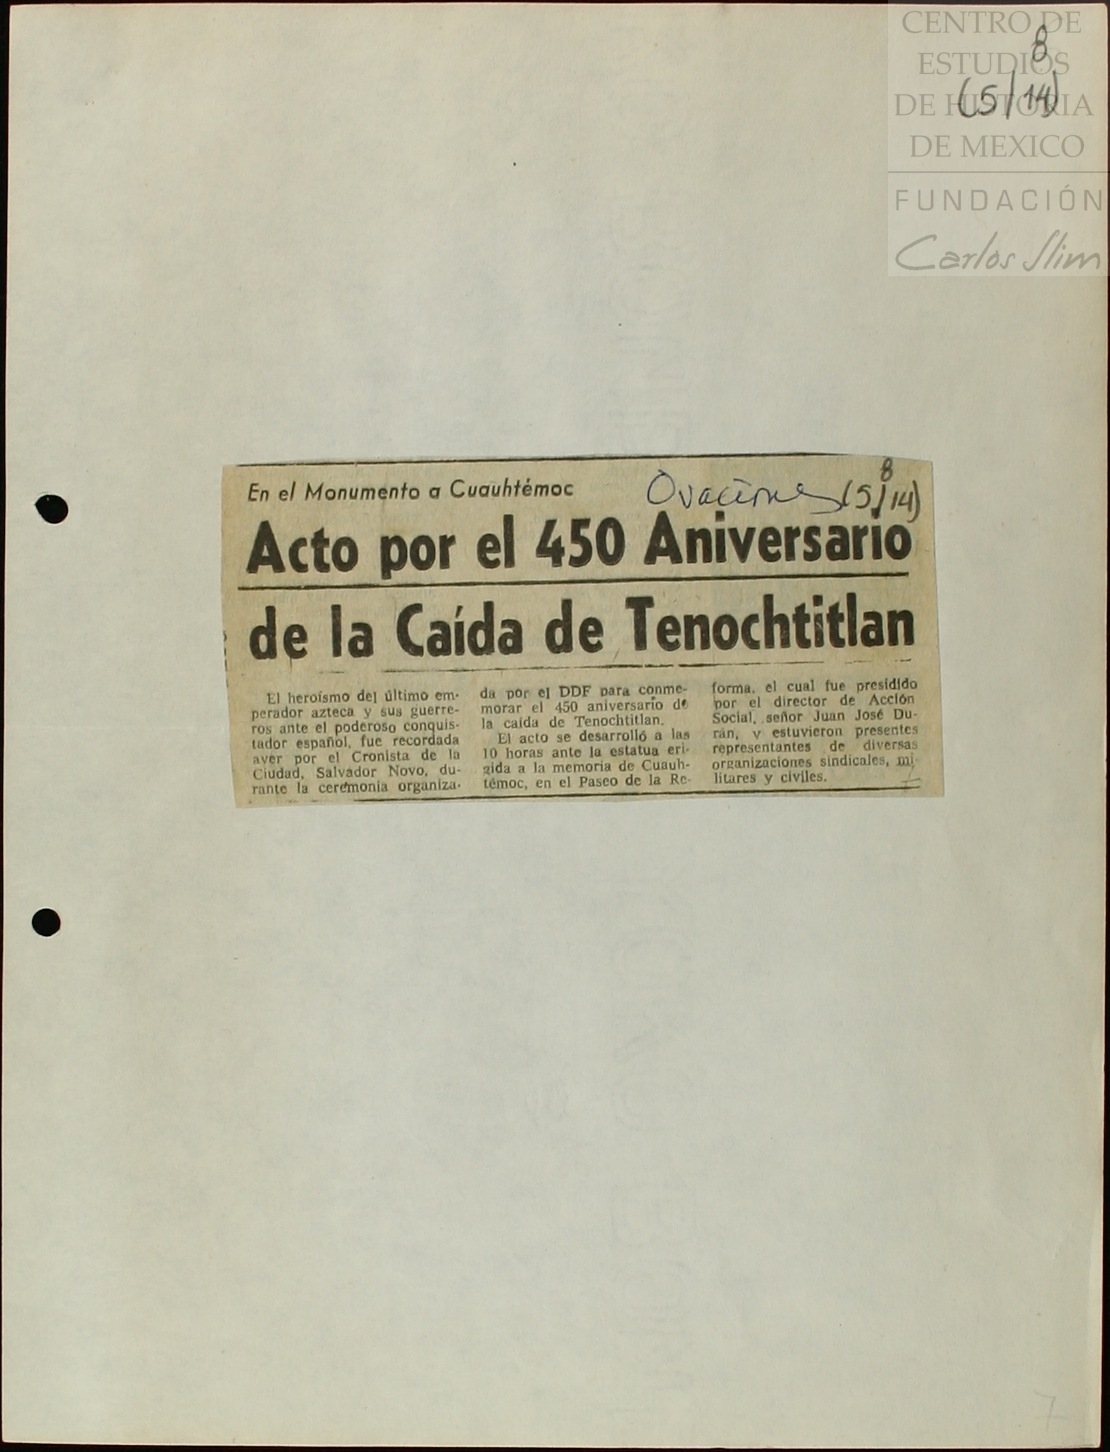 CENTRO DE
ESTUDIOS
DE HISTORIA
DE MEXICO
FUNDACIÓN
Carlos Slim
8
(5/14)
En el Monumento a Cuauhtémoc
Ovaciones
8
(5/14)
Acto por el 450 Aniversario
de la Caída de Tenochtitlan
El heroísmo del último em-
perador azteca y sus guerre-
ros ante el poderoso conquis-
tador español, fue recordada
ayer por el Cronista de la
Ciudad, Salvador Novo, du-
rante la ceremonia organiza-
da por el DDF para conme-
morar el 450 aniversario de
la caída de Tenochtitlan.
El acto se desarrolló a las
10 horas ante la estatua eri-
gida a la memoria de Cuauh-
témoc, en el Paseo de la Re-
forma, el cual fue presidido
por el director de Acción
Social, señor Juan José Du-
rán, y estuvieron presentes
representantes de diversas
organizaciones sindicales, mi-
litares y civiles.
7